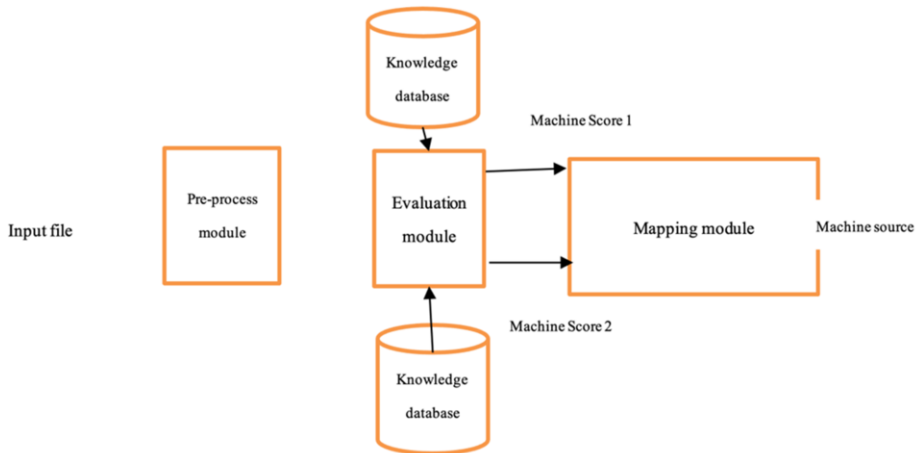 Knowledge
database
Machine Score 1
Pre-process
module
Evaluation
module
Mapping module
Input file
Machine source
Machine Score 2
Knowledge
database